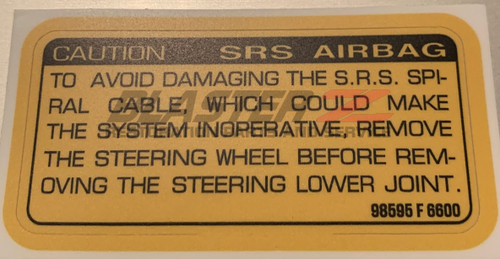 CAUTION SRS AIRBAG
TO AVOID DAMAGING THE S.R.S. SPI-
RAL CABLE, WHICH COULD MAKE
THE SYSTEM INOPERATIVE, REMOVE
THE STEERING WHEEL BEFORE REM-
OVING THE STEERING LOWER JOINT.
98595 F 6600
BLASTER Z